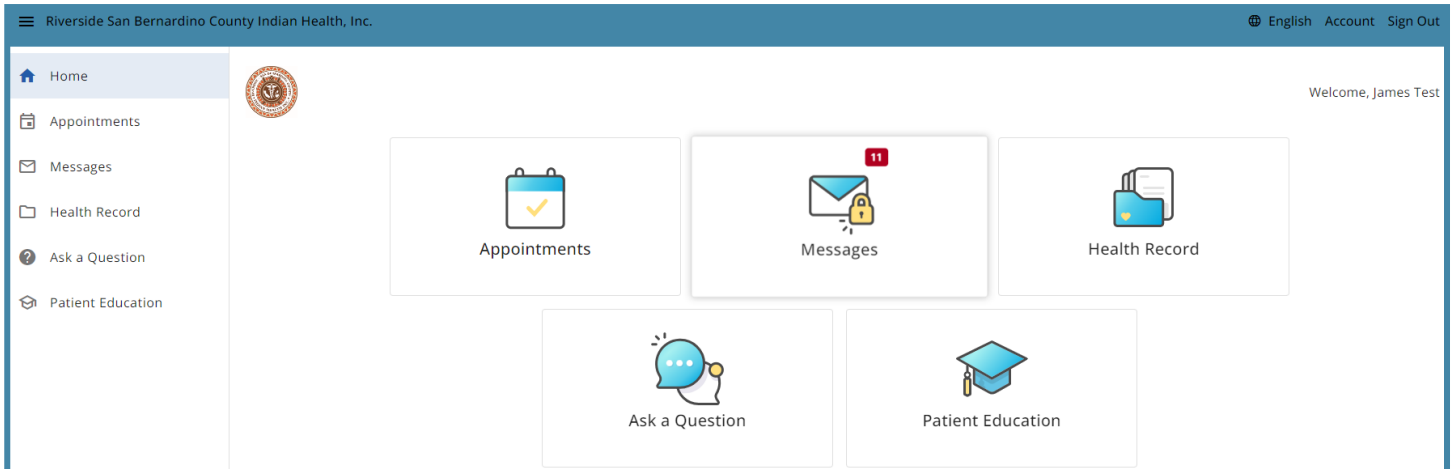 Riverside San Bernardino County Indian Health, Inc.
English Account Sign Out
Home
Appointments
Messages
Health Record
Ask a Question
Patient Education
Welcome, James Test
Appointments
11
Messages
Health Record
Ask a Question
Patient Education